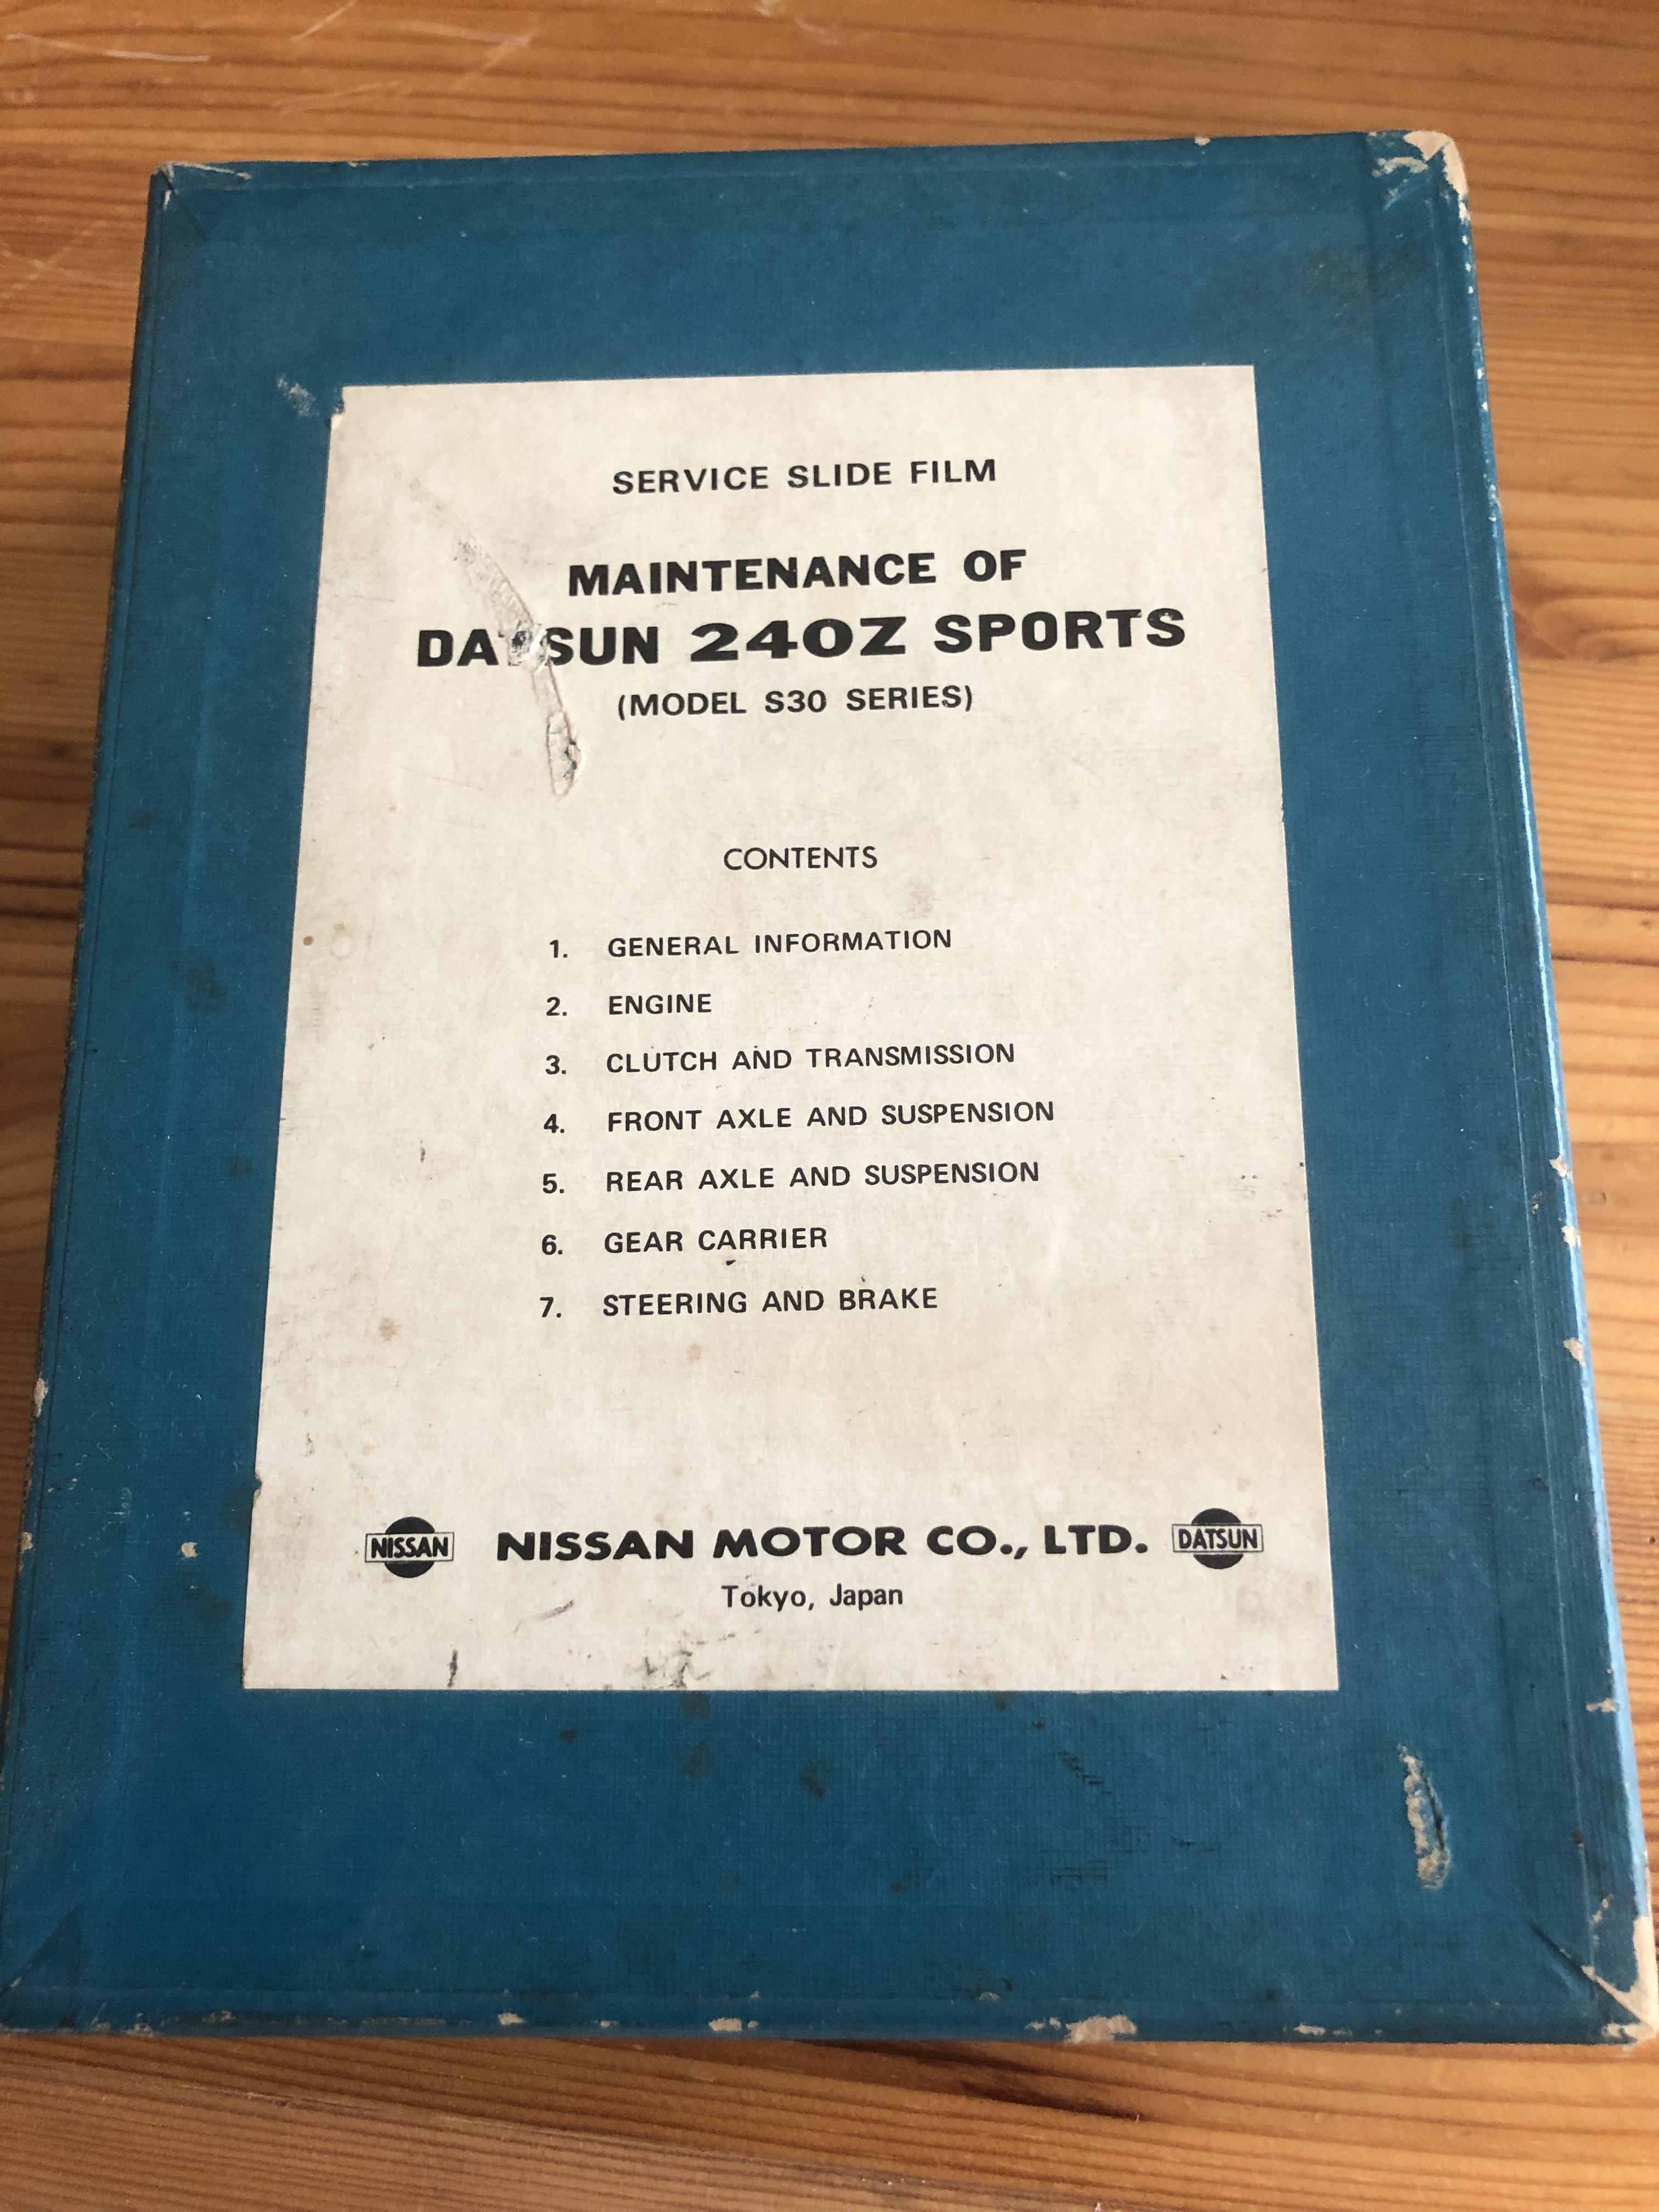 SERVICE SLIDE FILM
MAINTENANCE OF
DATSUN 240Z SPORTS
(MODEL S30 SERIES)
CONTENTS
1. GENERAL INFORMATION
2. ENGINE
3. CLUTCH AND TRANSMISSION
4. FRONT AXLE AND SUSPENSION
5. REAR AXLE AND SUSPENSION
6. GEAR CARRIER
7. STEERING AND BRAKE
NISSAN NISSAN MOTOR CO., LTD. DATSUN
Tokyo, Japan